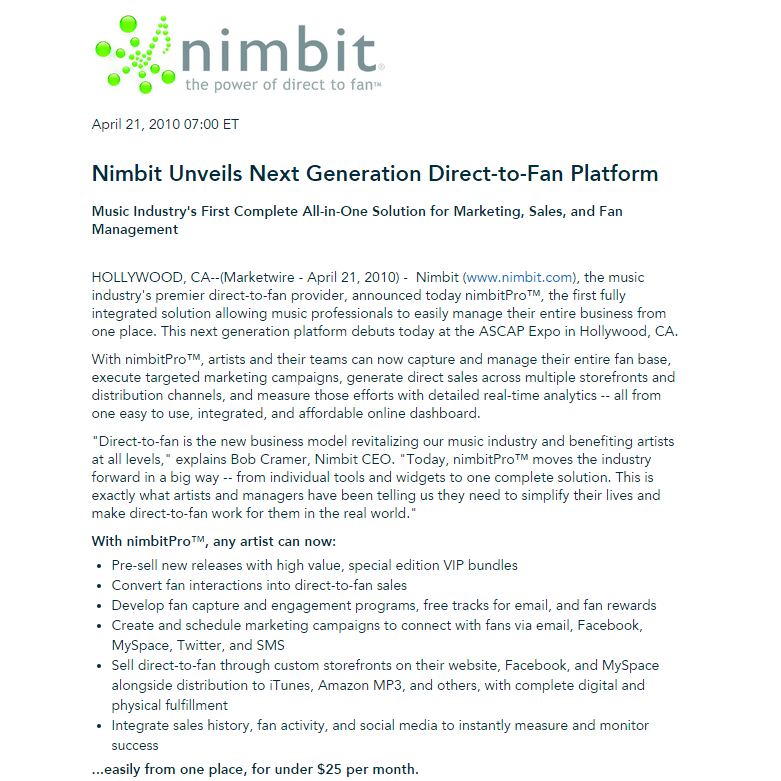 nimbit®
the power of direct to fan™
April 21, 2010 07:00 ET
Nimbit Unveils Next Generation Direct-to-Fan Platform
Music Industry's First Complete All-in-One Solution for Marketing, Sales, and Fan
Management
HOLLYWOOD, CA--(Marketwire - April 21, 2010) - Nimbit (www.nimbit.com), the music
industry's premier direct-to-fan provider, announced today nimbitPro™, the first fully
integrated solution allowing music professionals to easily manage their entire business from
one place. This next generation platform debuts today at the ASCAP Expo in Hollywood, CA.
With nimbitPro™, artists and their teams can now capture and manage their entire fan base,
execute targeted marketing campaigns, generate direct sales across multiple storefronts and
distribution channels, and measure those efforts with detailed real-time analytics -- all from
one easy to use, integrated, and affordable online dashboard.
"Direct-to-fan is the new business model revitalizing our music industry and benefiting artists
at all levels," explains Bob Cramer, Nimbit CEO. "Today, nimbitPro™ moves the industry
forward in a big way -- from individual tools and widgets to one complete solution. This is
exactly what artists and managers have been telling us they need to simplify their lives and
make direct-to-fan work for them in the real world."
With nimbitPro™, any artist can now:
• Pre-sell new releases with high value, special edition VIP bundles
• Convert fan interactions into direct-to-fan sales
• Develop fan capture and engagement programs, free tracks for email, and fan rewards
• Create and schedule marketing campaigns to connect with fans via email, Facebook,
MySpace, Twitter, and SMS
• Sell direct-to-fan through custom storefronts on their website, Facebook, and MySpace
alongside distribution to iTunes, Amazon MP3, and others, with complete digital and
physical fulfillment
• Integrate sales history, fan activity, and social media to instantly measure and monitor
success
...easily from one place, for under $25 per month.